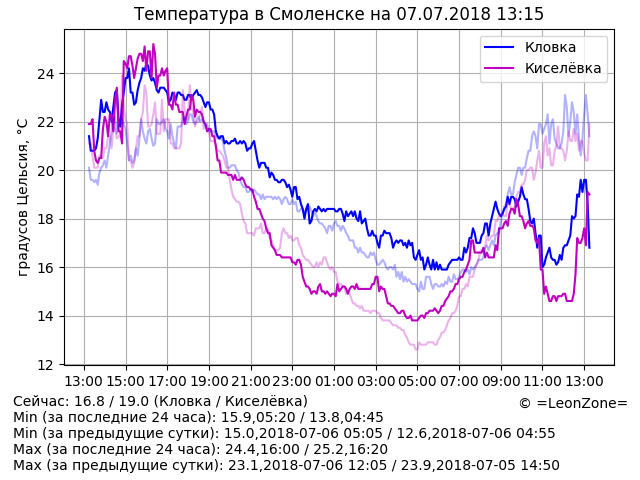 Температура в Смоленске на 07.07.2018 13:15
Кловка
Киселёвка
градусов Цельсия, °C
24
22
20
18
16
14
12
13:00 15:00 17:00 19:00 21:00 23:00 01:00 03:00 05:00 07:00 09:00 11:00 13:00
Сейчас: 16.8 / 19.0 (Кловка / Киселёвка)
© =LeonZone=
Min (за последние 24 часа): 15.9,05:20 / 13.8,04:45
Min (за предыдущие сутки): 15.0,2018-07-06 05:05 / 12.6,2018-07-06 04:55
Max (за последние 24 часа): 24.4,16:00 / 25.2,16:20
Max (за предыдущие сутки): 23.1,2018-07-06 12:05 / 23.9,2018-07-05 14:50